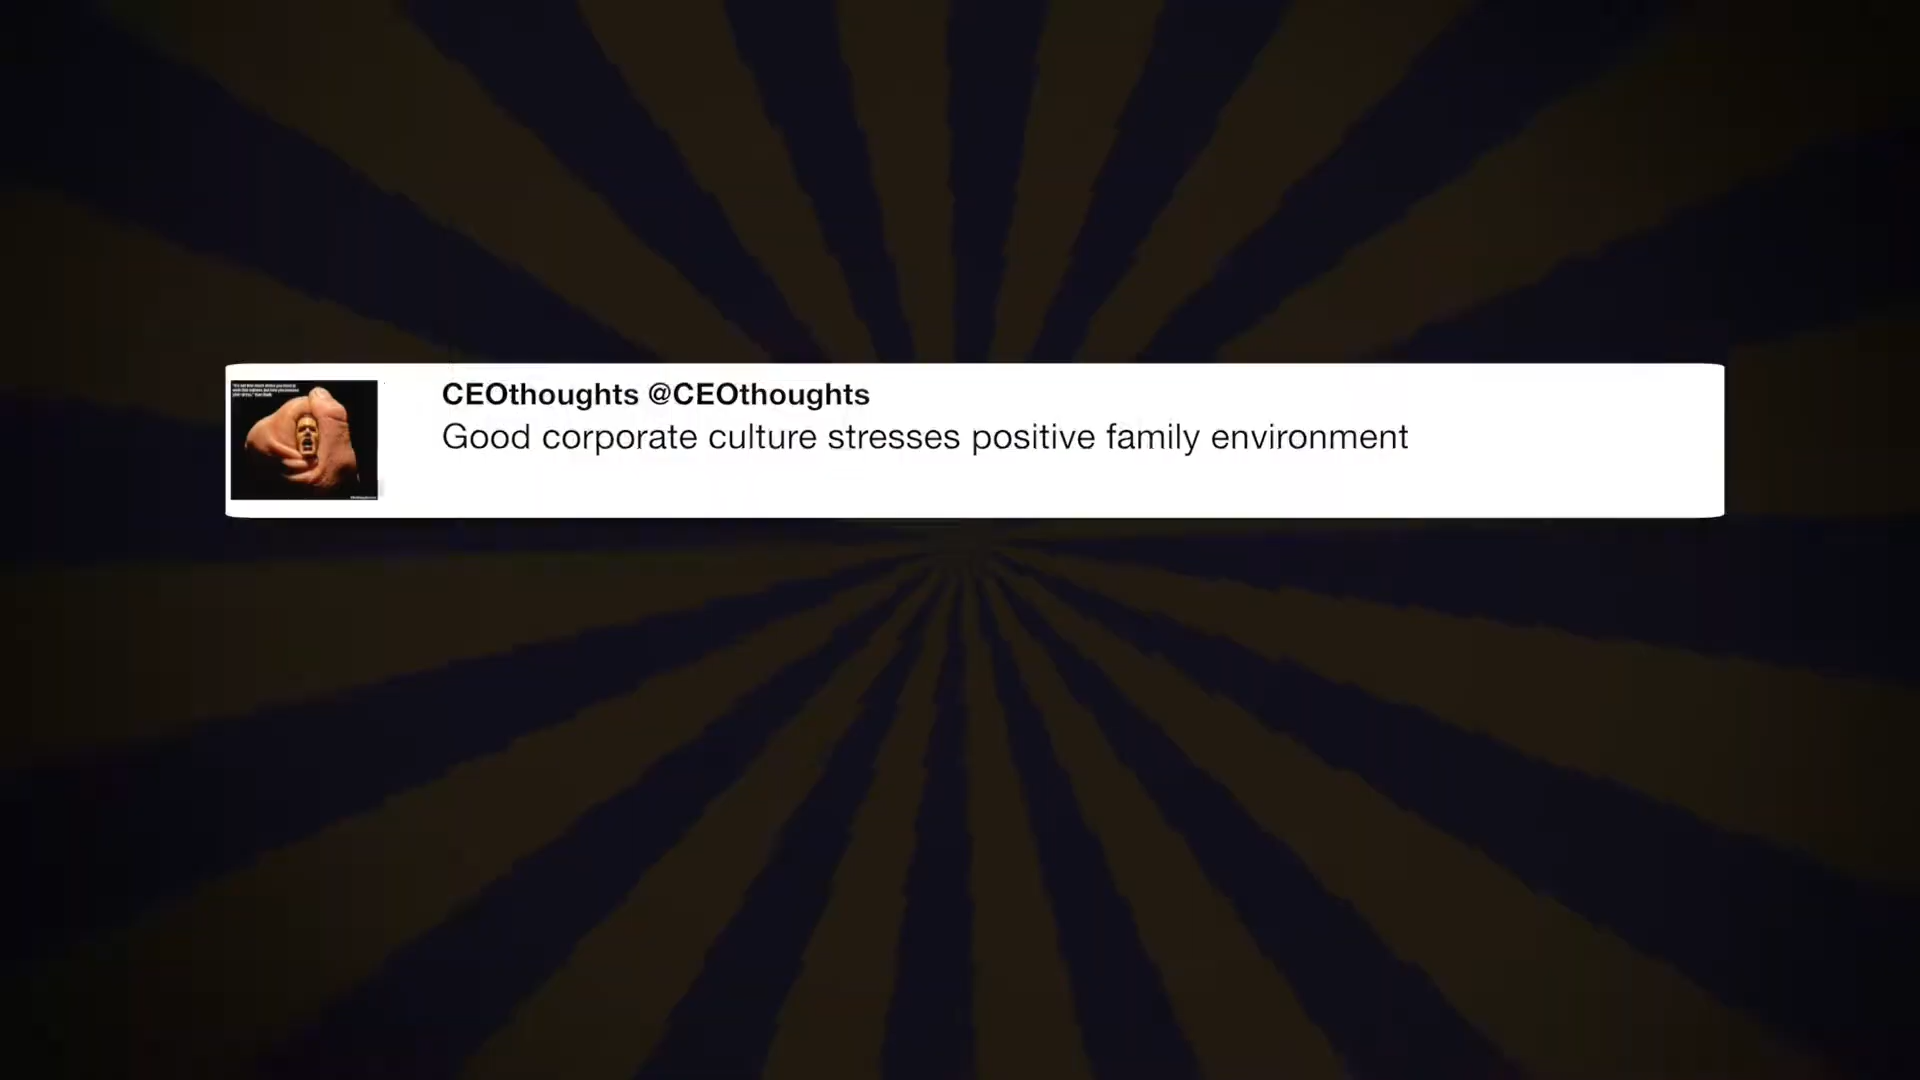 CEOthoughts @CEOthoughts
Good corporate culture stresses positive family environment